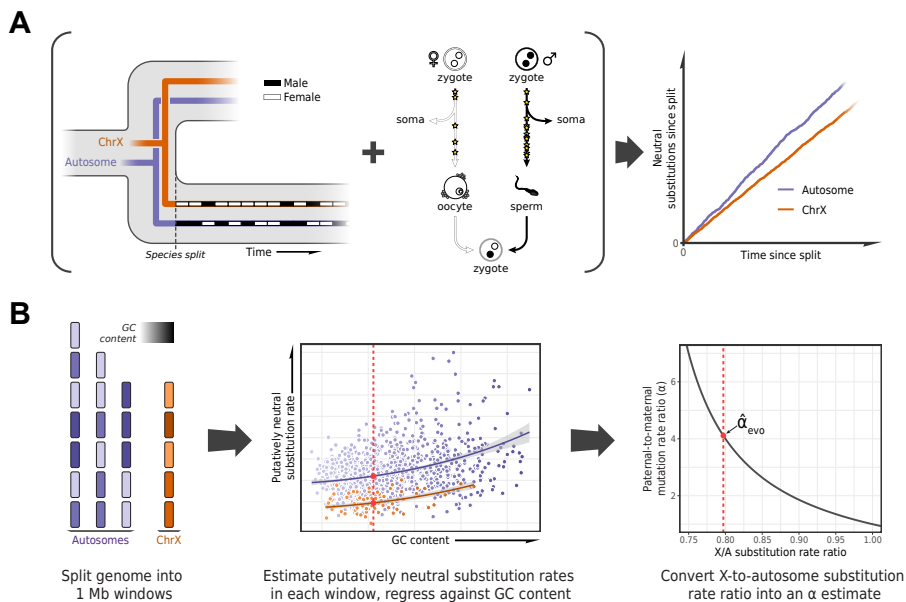 A
ChrX
Autosome
Male
Female
Species split
Time
+
♀
zygote
zygote
♂
soma
soma
oocyte
sperm
zygote
Neutral
substitutions since split
Autosome
ChrX
0
0
Time since split
B
GC
content
Autosomes
ChrX
Split genome into
1 Mb windows
Putatively neutral
substitution rate
GC content
Estimate putatively neutral substitution rates
in each window, regress against GC content
Paternal-to-maternal
mutation rate ratio (α)
6
4
2
α̂evo
0.75
0.80
0.85
0.90
0.95
1.00
X/A substitution rate ratio
Convert X-to-autosome substitution
rate ratio into an α estimate